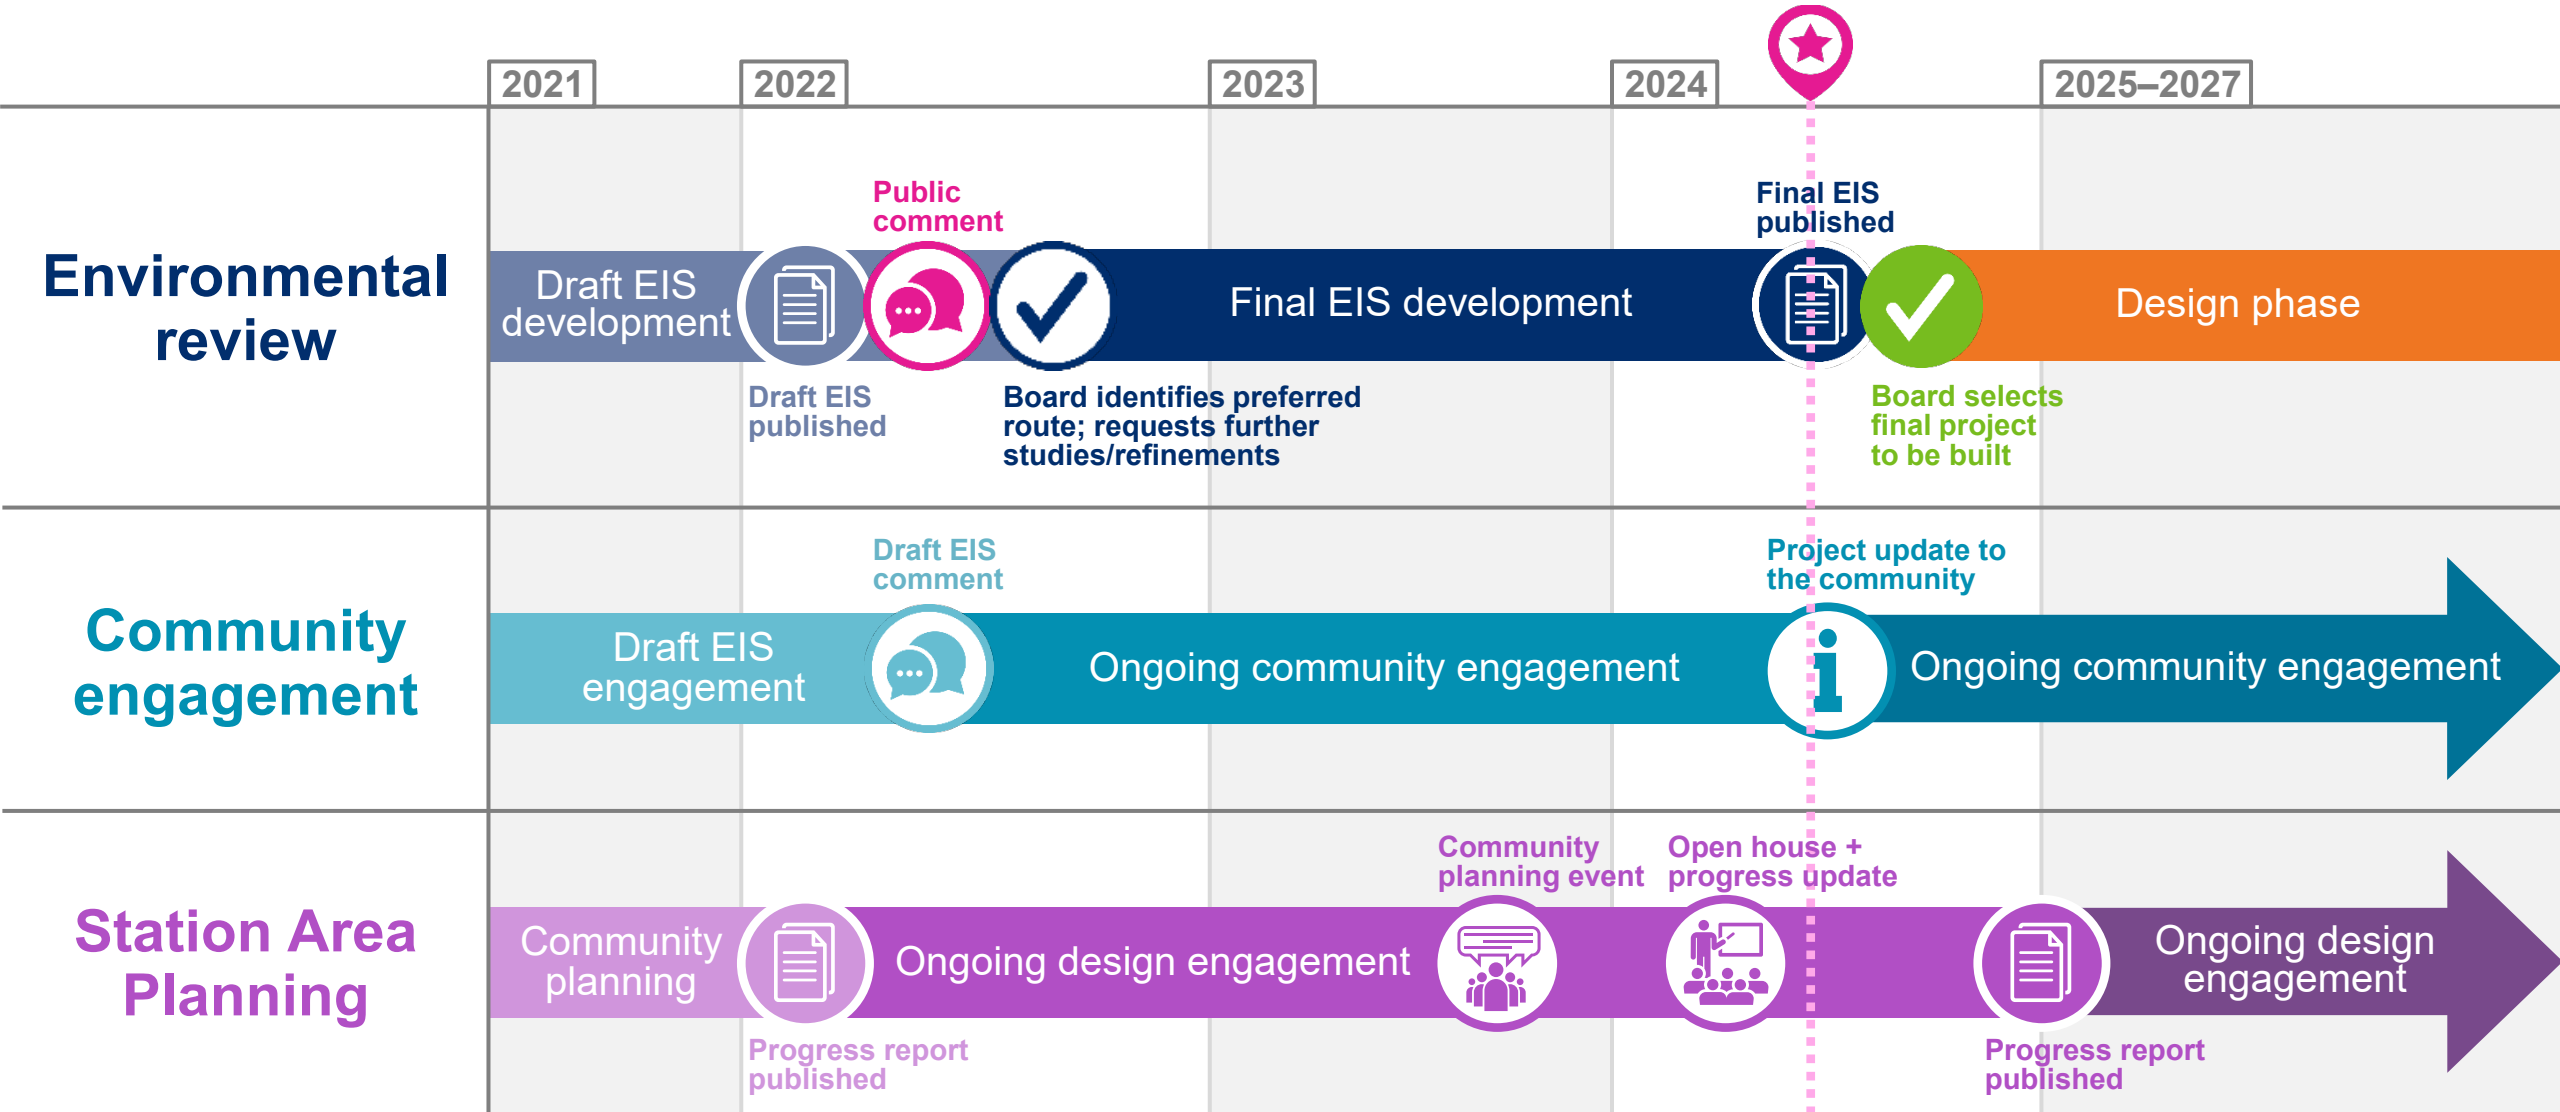 2021
2022
2023
2024
2025–2027
Environmental
review
Public
comment
Final EIS
published
Draft EIS
development
Final EIS development
Design phase
Draft EIS
published
Board identifies preferred
route; requests further
studies/refinements
Board selects
final project
to be built
Community
engagement
Draft EIS
comment
Project update to
the community
Draft EIS
engagement
Ongoing community engagement
Ongoing community engagement
Station Area
Planning
Community
planning event
Open house +
progress update
Community
planning
Ongoing design engagement
Ongoing design
engagement
Progress report
published
Progress report
published